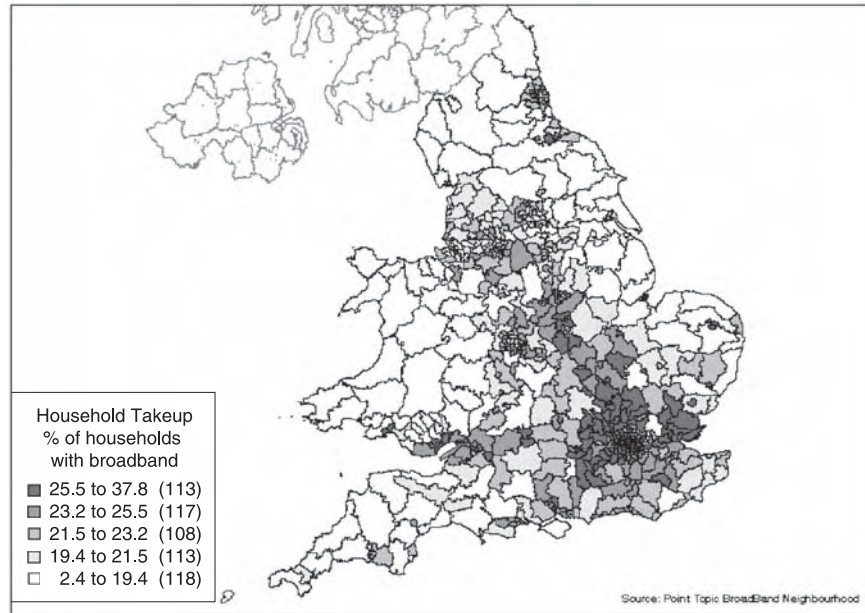 Household Takeup
% of households
with broadband
25.5 to 37.8 (113)
23.2 to 25.5 (117)
21.5 to 23.2 (108)
19.4 to 21.5 (113)
2.4 to 19.4 (118)
Source: Point Topic BroadBand Neighbourhood